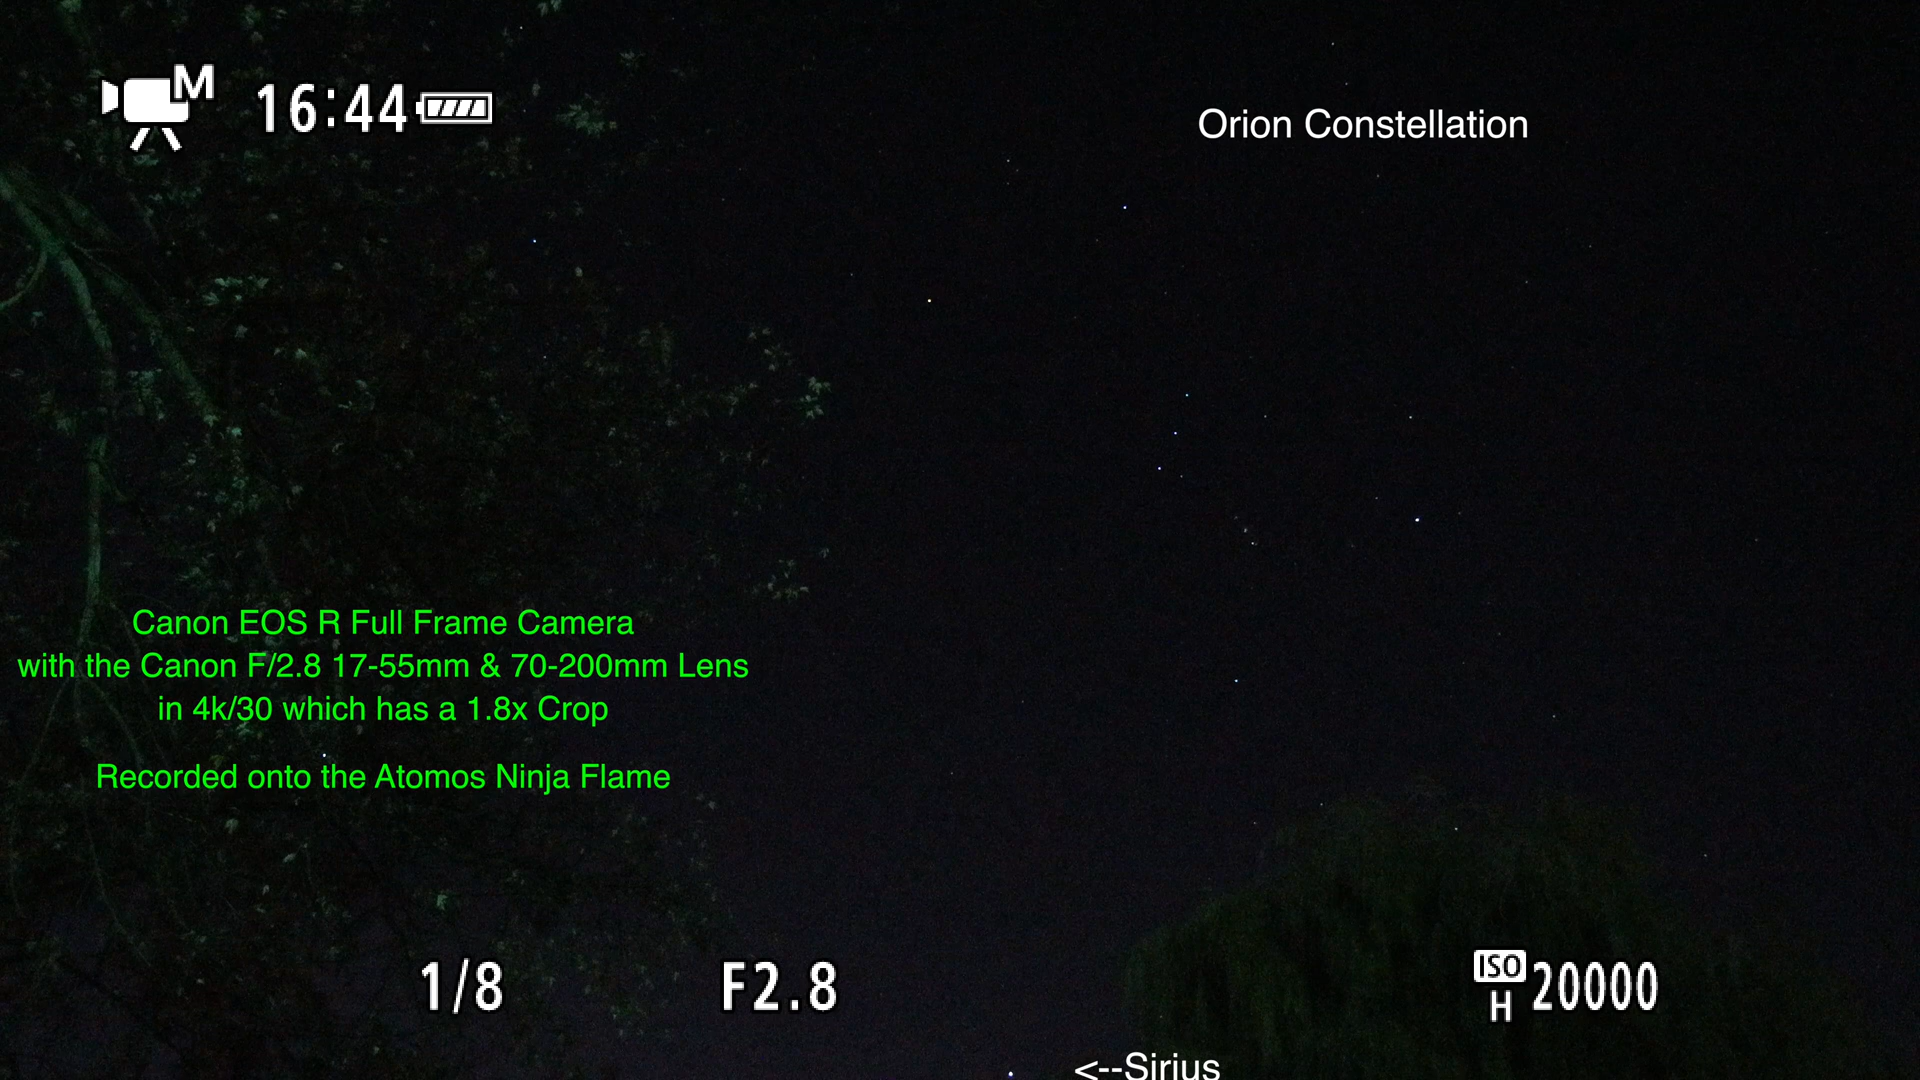 M 16:44
Orion Constellation
Canon EOS R Full Frame Camera
with the Canon F/2.8 17-55mm & 70-200mm Lens
in 4k/30 which has a 1.8x Crop
Recorded onto the Atomos Ninja Flame
1/8 F2.8 ISO H 20000
<--Sirius